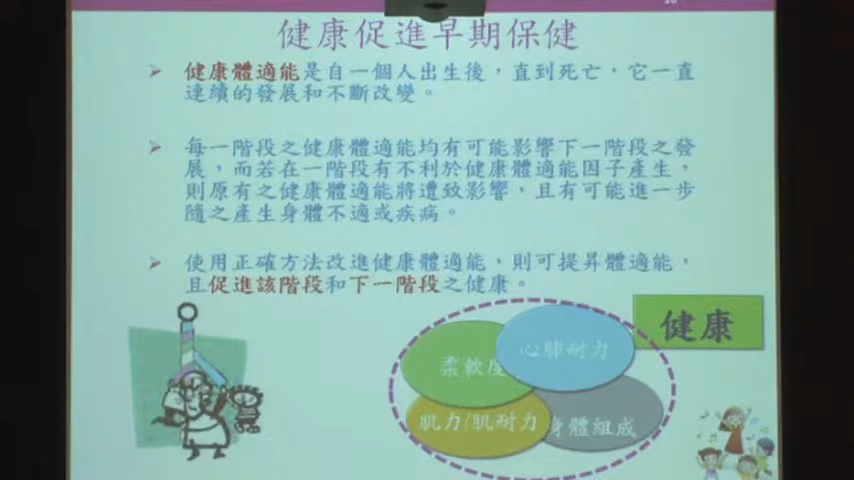 健康促進早期保健
健康體適能是自一個人出生後，直到死亡，它一直
連續的發展和不斷改變。
每一階段之健康體適能均有可能影響下一階段之發
展，而若在一階段有不利於健康體適能因子產生，
則原有之健康體適能將遭致影響，且有可能進一步
隨之產生身體不適或疾病。
使用正確方法改進健康體適能，則可提昇體適能，
且促進該階段和下一階段之健康。
健康
心肺耐力
柔軟度
肌力/肌耐力
身體組成